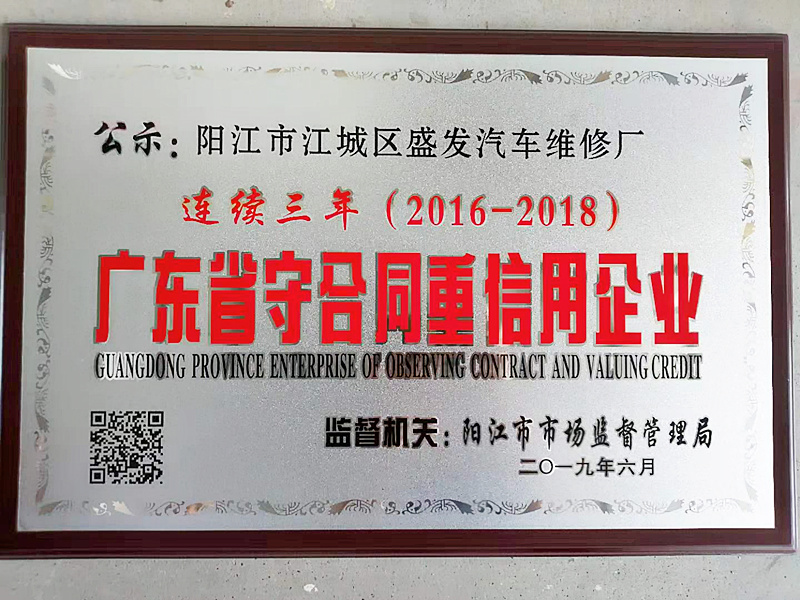 公示：阳江市江城区盛发汽车维修厂
连续三年（2016-2018）
广东省守合同重信用企业
GUANGDONG PROVINCE ENTERPRISE OF OBSERVING CONTRACT AND VALUING CREDIT
监督机关：阳江市市场监督管理局
二〇一九年六月